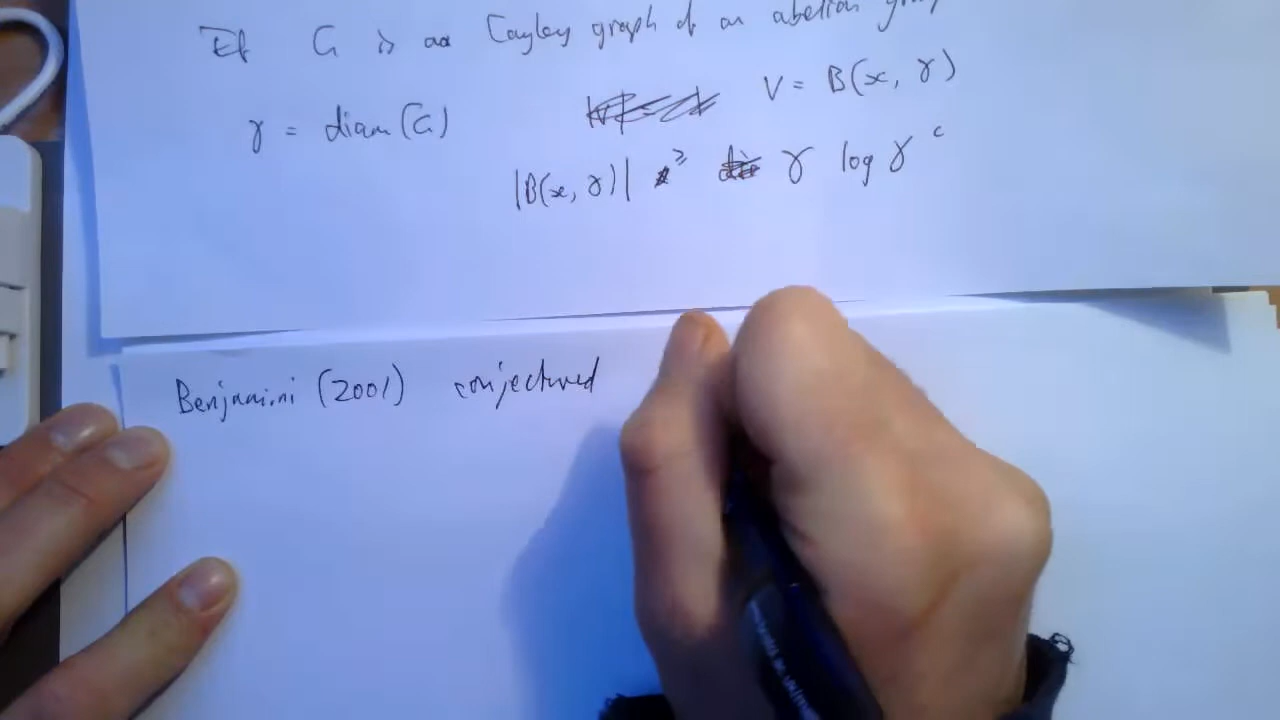 If G is a Cayley graph of an abelian group
γ = diam(G) V = B(x, γ)
|B(x, γ)| ≥ γ log γ c
Benjamini (2001) conjectured